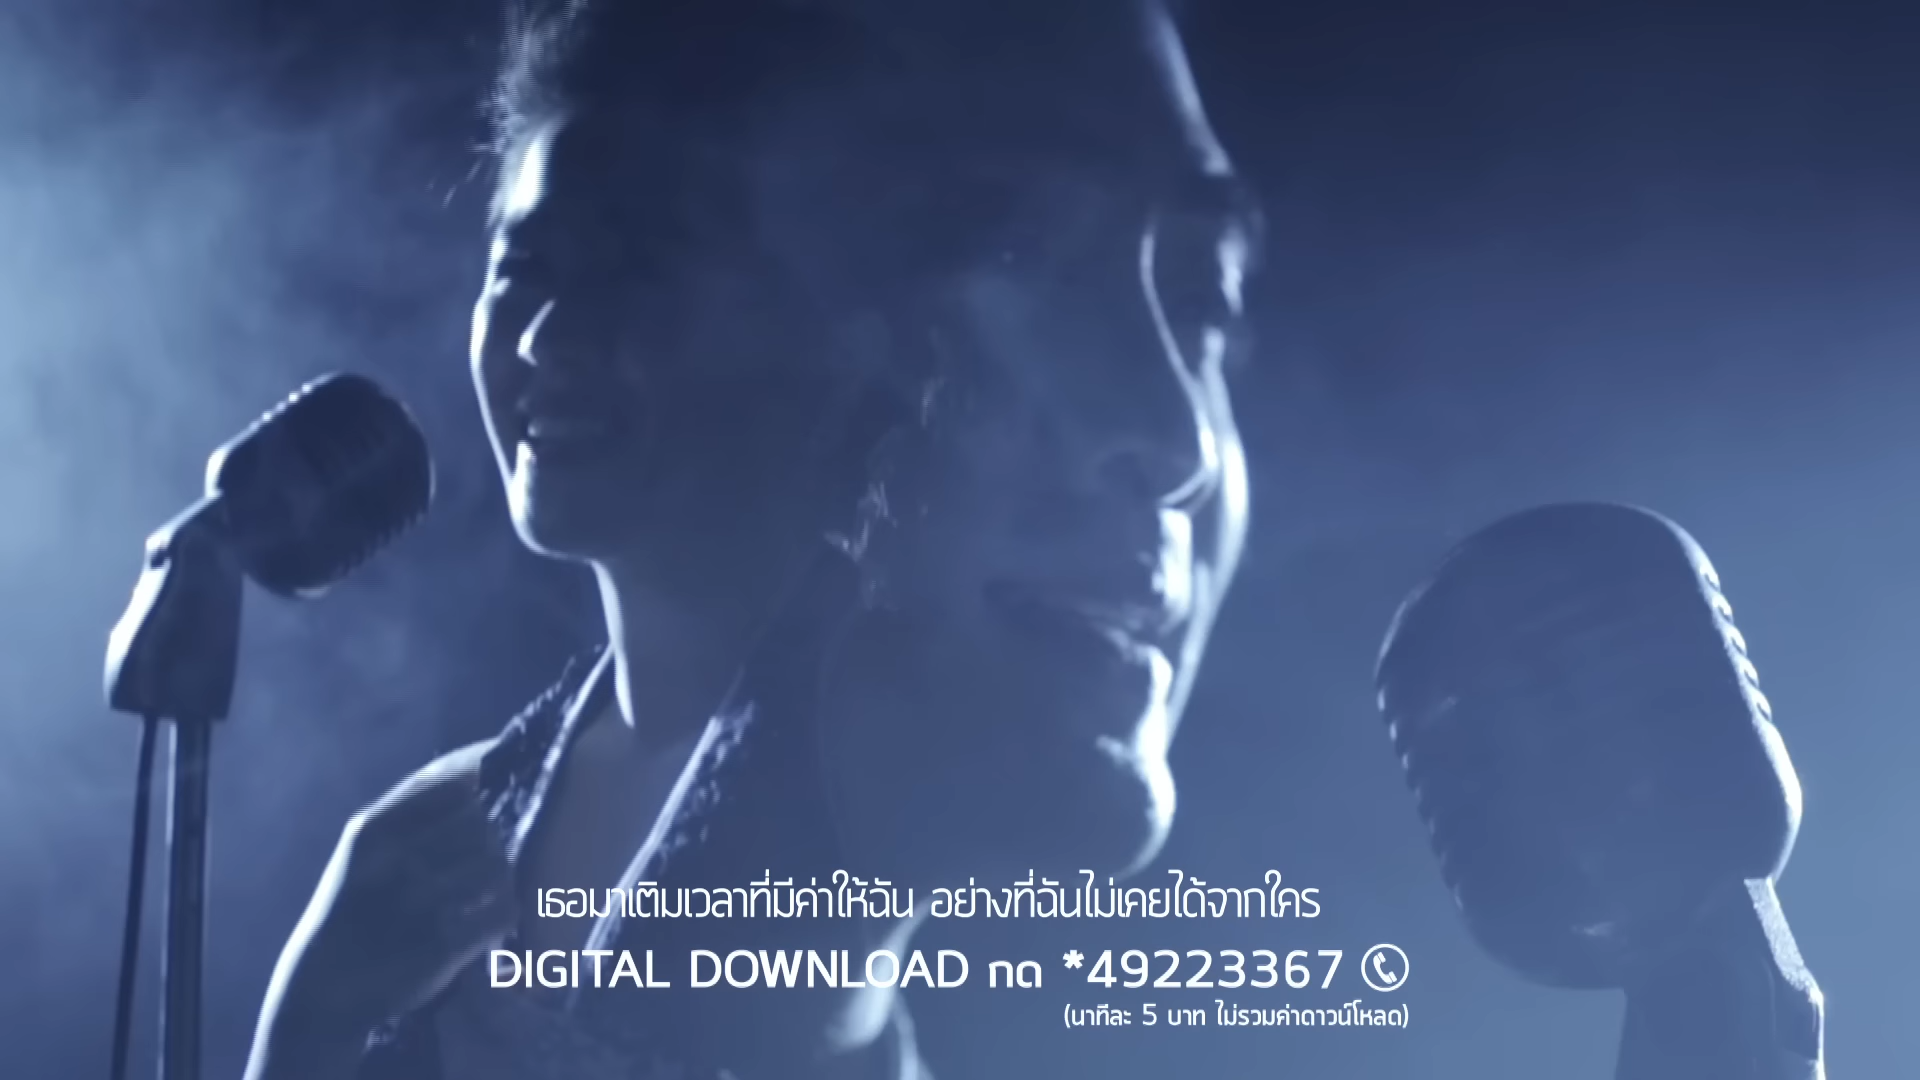 เธอมาเติมเวลาที่มีค่าให้ฉัน อย่างที่ฉันไม่เคยได้จากใคร
DIGITAL DOWNLOAD กด *49223367
(นาทีละ 5 บาท ไม่รวมค่าดาวน์โหลด)